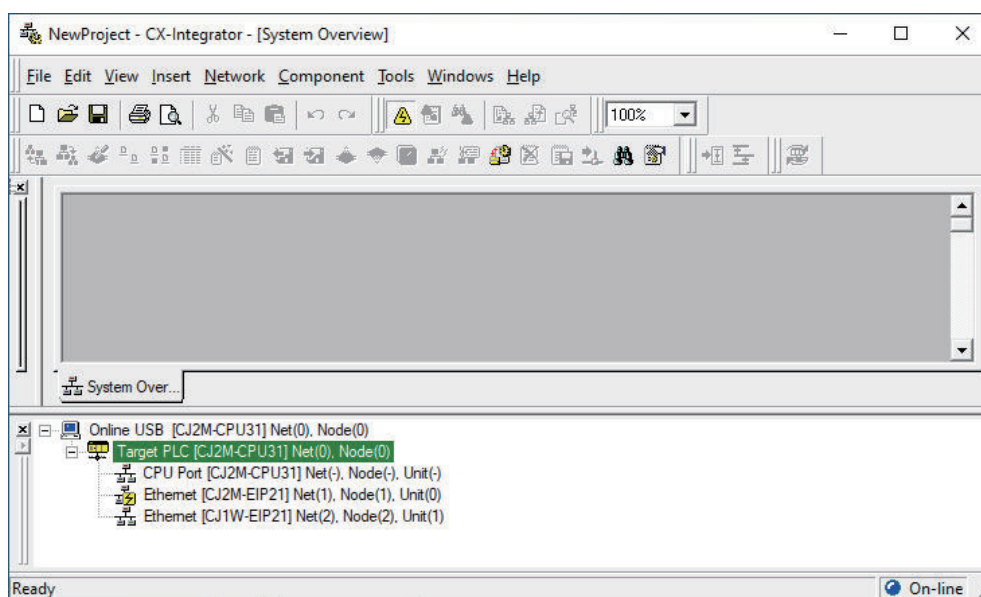 NewProject - CX-Integrator - [System Overview]
File Edit View Insert Network Component Tools Windows Help
100%
System Over...
Online USB [CJ2M-CPU31] Net(0), Node(0)
Target PLC [CJ2M-CPU31] Net(0), Node(0)
CPU Port [CJ2M-CPU31] Net(-), Node(-), Unit(-)
Ethernet [CJ2M-EIP21] Net(1), Node(1), Unit(0)
Ethernet [CJ1W-EIP21] Net(2), Node(2), Unit(1)
Ready On-line